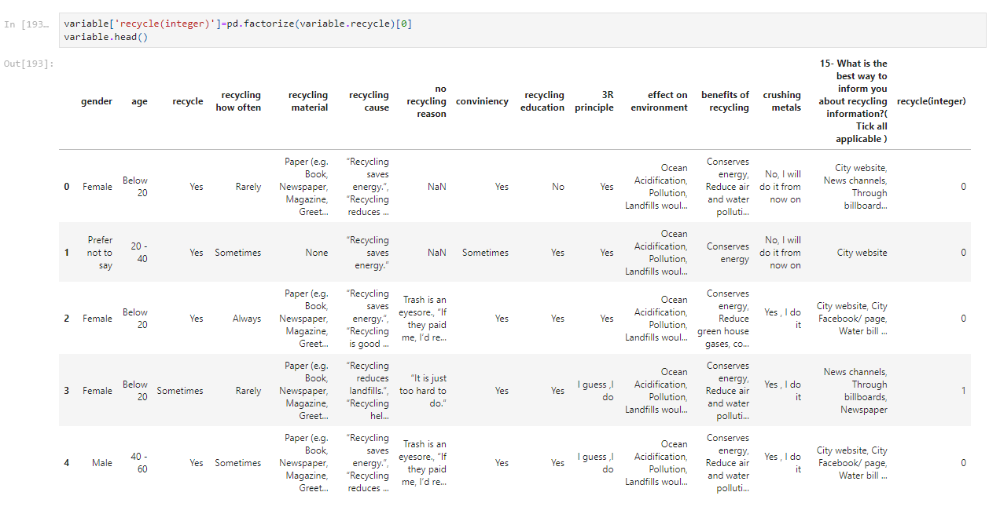 In [193…
variable['recycle(integer)']=pd.factorize(variable.recycle)[0]
variable.head()
Out[193]:
gender age recycle recycling how often recycling material recycling cause no recycling reason conviniency recycling education 3R principle effect on environment benefits of recycling crushing metals 15- What is the best way to inform you about recycling information?( Tick all applicable ) recycle(integer)
0 Female Below 20 Yes Rarely Paper (e.g. Book, Newspaper, Magazine, Greet... “Recycling saves energy.”, “Recycling reduces ... NaN Yes No Yes Ocean Acidification, Pollution, Landfills woul... Conserves energy, Reduce air and water polluti... No, I will do it from now on City website, News channels, Through billboard... 0
1 Prefer not to say 20 - 40 Yes Sometimes None “Recycling saves energy.” NaN Sometimes Yes Yes Ocean Acidification, Pollution, Landfills woul... Conserves energy No, I will do it from now on City website 0
2 Female Below 20 Yes Always Paper (e.g. Book, Newspaper, Magazine, Greet... “Recycling saves energy.”, “Recycling is good ... Trash is an eyesore., “If they paid me, I’d re... Yes Yes Yes Ocean Acidification, Pollution, Landfills woul... Conserves energy, Reduce green house gases, co... Yes , I do it City website, City Facebook/ page, Water bill ... 0
3 Female Below 20 Sometimes Rarely Paper (e.g. Book, Newspaper, Magazine, Greet... “Recycling reduces landfills.”, “Recycling hel... “It is just too hard to do.” Yes Yes I guess ,I do Ocean Acidification, Pollution, Landfills woul... Conserves energy, Reduce air and water polluti... Yes , I do it News channels, Through billboards, Newspaper 1
4 Male 40 - 60 Yes Sometimes Paper (e.g. Book, Newspaper, Magazine, Greet... “Recycling saves energy.”, “Recycling reduces ... Trash is an eyesore., “If they paid me, I’d re... Yes Yes I guess ,I do Ocean Acidification, Pollution, Landfills woul... Conserves energy, Reduce air and water polluti... Yes , I do it City website, City Facebook/ page, Water bill ... 0